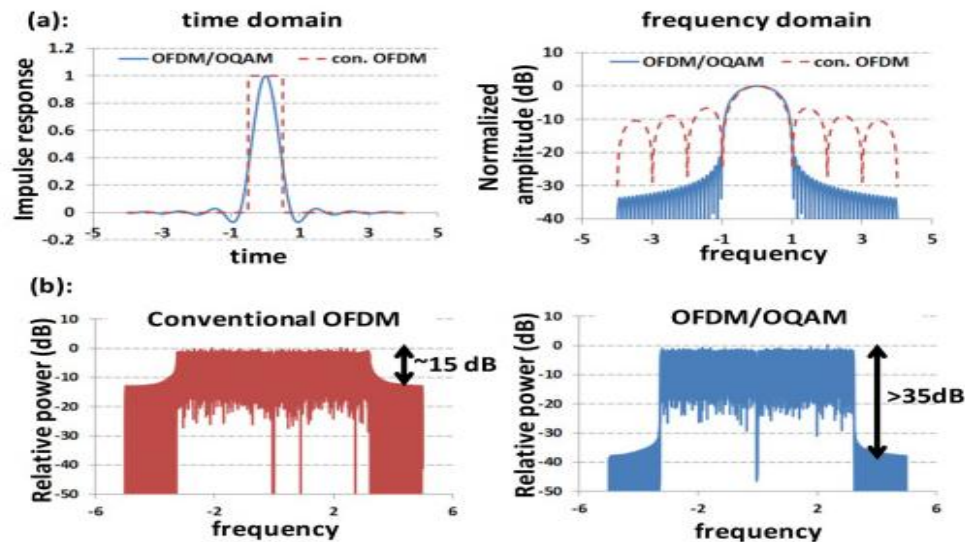 (a):
time domain
1.2
1
0.8
0.6
0.4
0.2
0
-0.2
OFDM/OQAM
con. OFDM
Impulse response
-5
-3
-1
1
3
5
time
frequency domain
10
0
-10
-20
-30
-40
OFDM/OQAM
con. OFDM
Normalized
amplitude (dB)
-5
-3
-1
1
3
5
frequency
(b):
10
0
-10
-20
-30
-40
-50
Conventional OFDM
~15 dB
Relative power (dB)
-6
-2
2
6
frequency
10
0
-10
-20
-30
-40
-50
OFDM/OQAM
>35dB
Relative power (dB)
-6
-2
2
6
frequency